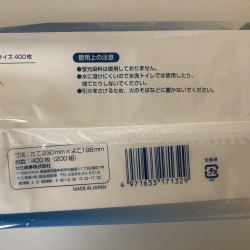 サイズ 400枚
使用上の注意
●蛍光染料は使用しておりません。
●水に溶けにくいので水洗トイレでは使用したり、
捨てたりしないでください。
●引火をさけるため、火のそばなどに置かないでください。
寸法：たて230mm×よこ198mm
枚数：400枚（200組）
MADE IN JAPAN
4 971633 171329